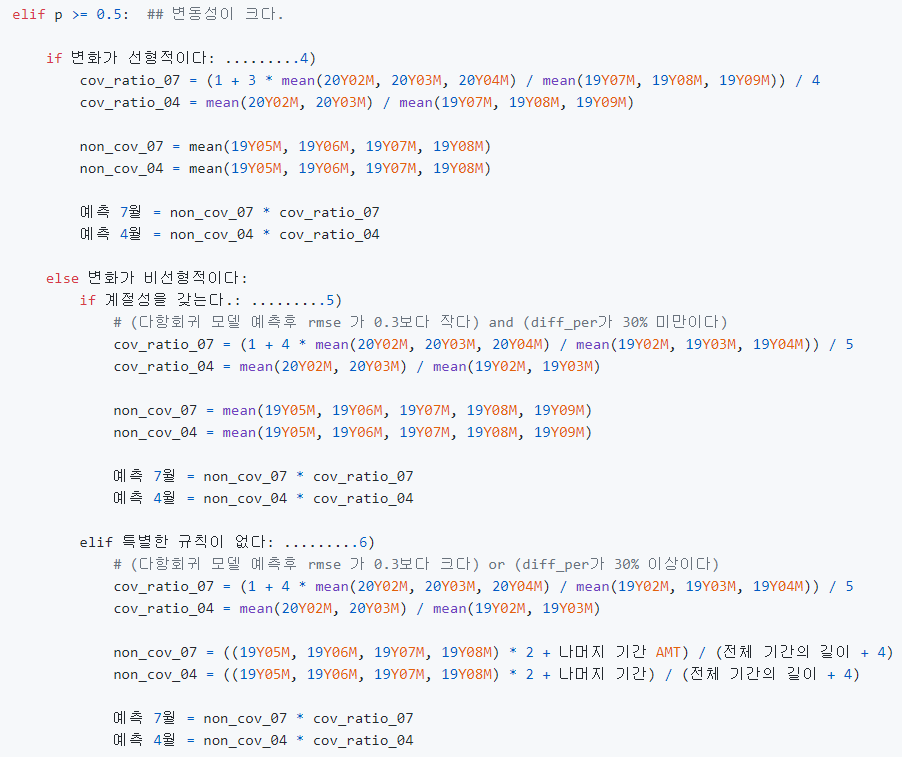 elif p >= 0.5:  ## 변동성이 크다.
if 변화가 선형적이다: .........4)
cov_ratio_07 = (1 + 3 * mean(20Y02M, 20Y03M, 20Y04M) / mean(19Y07M, 19Y08M, 19Y09M)) / 4
cov_ratio_04 = mean(20Y02M, 20Y03M) / mean(19Y07M, 19Y08M, 19Y09M)
non_cov_07 = mean(19Y05M, 19Y06M, 19Y07M, 19Y08M)
non_cov_04 = mean(19Y05M, 19Y06M, 19Y07M, 19Y08M)
예측 7월 = non_cov_07 * cov_ratio_07
예측 4월 = non_cov_04 * cov_ratio_04
else 변화가 비선형적이다:
if 계절성을 갖는다.: .........5)
# (다항회귀 모델 예측후 rmse 가 0.3보다 작다) and (diff_per가 30% 미만이다)
cov_ratio_07 = (1 + 4 * mean(20Y02M, 20Y03M, 20Y04M) / mean(19Y02M, 19Y03M, 19Y04M)) / 5
cov_ratio_04 = mean(20Y02M, 20Y03M) / mean(19Y02M, 19Y03M)
non_cov_07 = mean(19Y05M, 19Y06M, 19Y07M, 19Y08M, 19Y09M)
non_cov_04 = mean(19Y05M, 19Y06M, 19Y07M, 19Y08M, 19Y09M)
예측 7월 = non_cov_07 * cov_ratio_07
예측 4월 = non_cov_04 * cov_ratio_04
elif 특별한 규칙이 없다: .........6)
# (다항회귀 모델 예측후 rmse 가 0.3보다 크다) or (diff_per가 30% 이상이다)
cov_ratio_07 = (1 + 4 * mean(20Y02M, 20Y03M, 20Y04M) / mean(19Y02M, 19Y03M, 19Y04M)) / 5
cov_ratio_04 = mean(20Y02M, 20Y03M) / mean(19Y02M, 19Y03M)
non_cov_07 = ((19Y05M, 19Y06M, 19Y07M, 19Y08M) * 2 + 나머지 기간 AMT) / (전체 기간의 길이 + 4)
non_cov_04 = ((19Y05M, 19Y06M, 19Y07M, 19Y08M) * 2 + 나머지 기간) / (전체 기간의 길이 + 4)
예측 7월 = non_cov_07 * cov_ratio_07
예측 4월 = non_cov_04 * cov_ratio_04